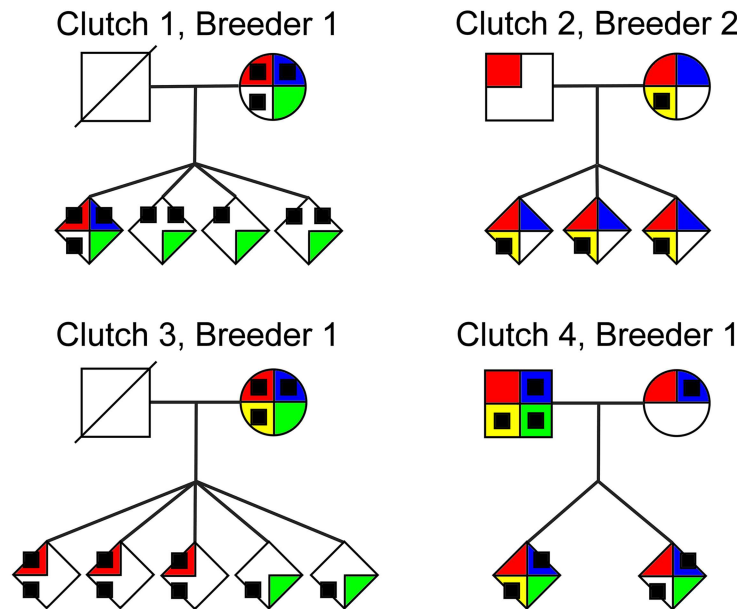 Clutch 1, Breeder 1
Clutch 2, Breeder 2
Clutch 3, Breeder 1
Clutch 4, Breeder 1